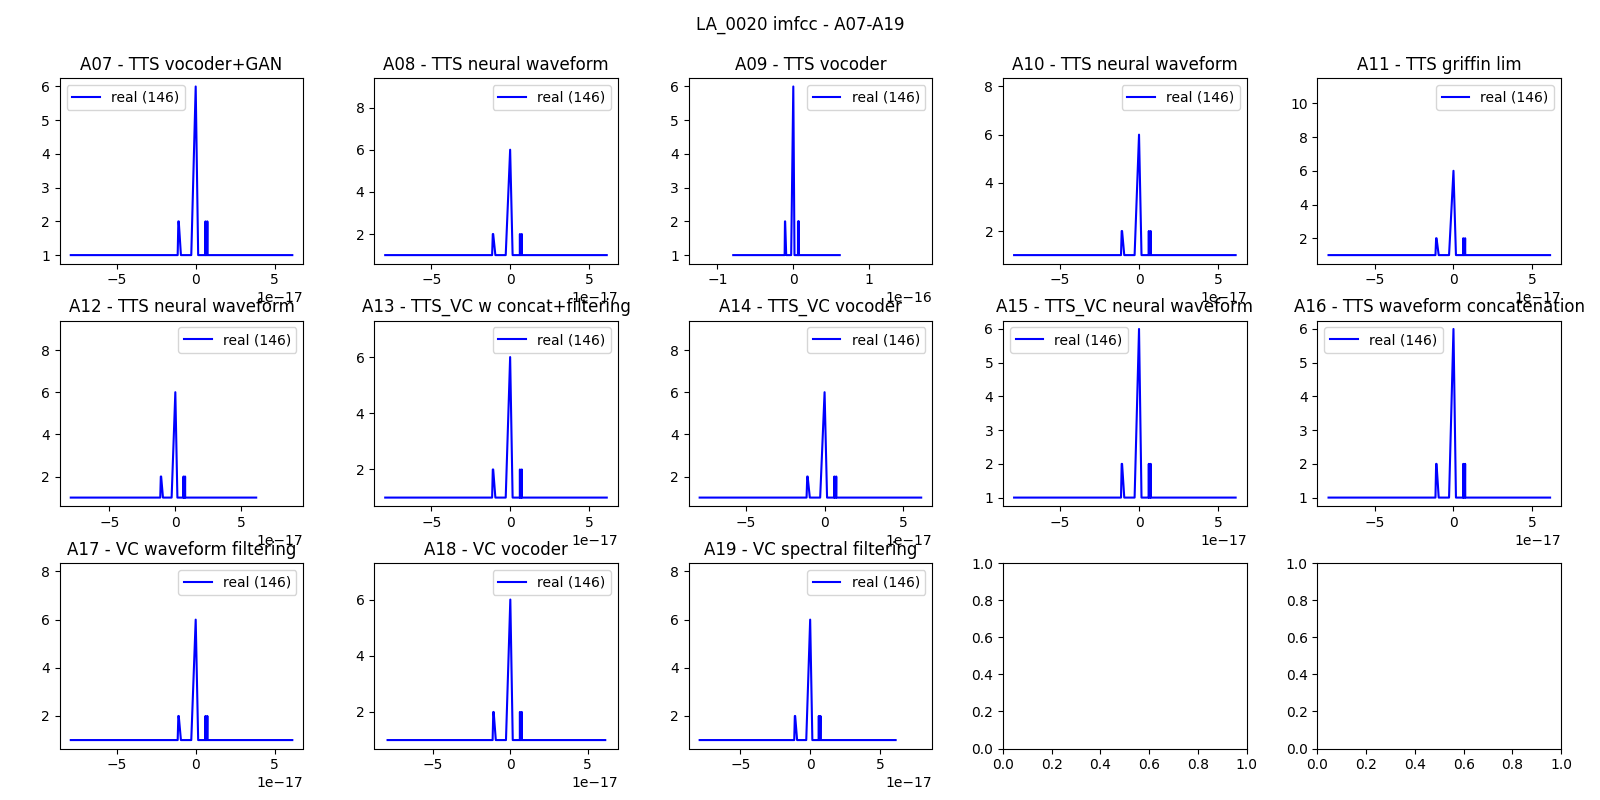 LA_0020 imfcc - A07-A19
A07 - TTS vocoder+GAN
real (146)
6
5
4
3
2
1
−5
0
5
1e−17
A08 - TTS neural waveform
real (146)
8
6
4
2
−5
0
5
1e−17
A09 - TTS vocoder
real (146)
6
5
4
3
2
1
−1
0
1
1e−16
A10 - TTS neural waveform
real (146)
8
6
4
2
−5
0
5
1e−17
A11 - TTS griffin lim
real (146)
10
8
6
4
2
−5
0
5
1e−17
A12 - TTS neural waveform
real (146)
8
6
4
2
−5
0
5
1e−17
A13 - TTS_VC w concat+filtering
real (146)
6
4
2
−5
0
5
1e−17
A14 - TTS_VC vocoder
real (146)
8
6
4
2
−5
0
5
1e−17
A15 - TTS_VC neural waveform
real (146)
6
5
4
3
2
1
−5
0
5
1e−17
A16 - TTS waveform concatenation
real (146)
6
5
4
3
2
1
−5
0
5
1e−17
A17 - VC waveform filtering
real (146)
8
6
4
2
−5
0
5
1e−17
A18 - VC vocoder
real (146)
6
4
2
−5
0
5
1e−17
A19 - VC spectral filtering
real (146)
8
6
4
2
−5
0
5
1e−17
1.0
0.8
0.6
0.4
0.2
0.0
0.0 0.2 0.4 0.6 0.8 1.0
1.0
0.8
0.6
0.4
0.2
0.0
0.0 0.2 0.4 0.6 0.8 1.0